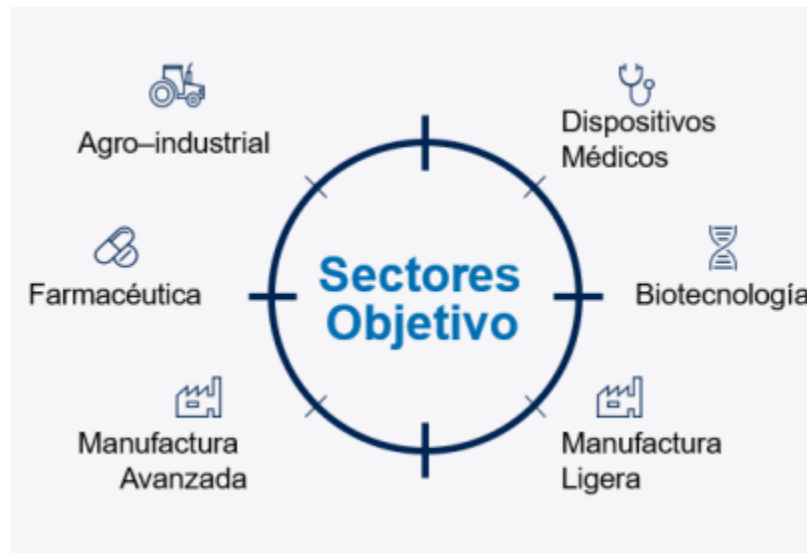 Agro–industrial
Dispositivos
Médicos
Farmacéutica
Sectores
Objetivo
Biotecnología
Manufactura
Avanzada
Manufactura
Ligera